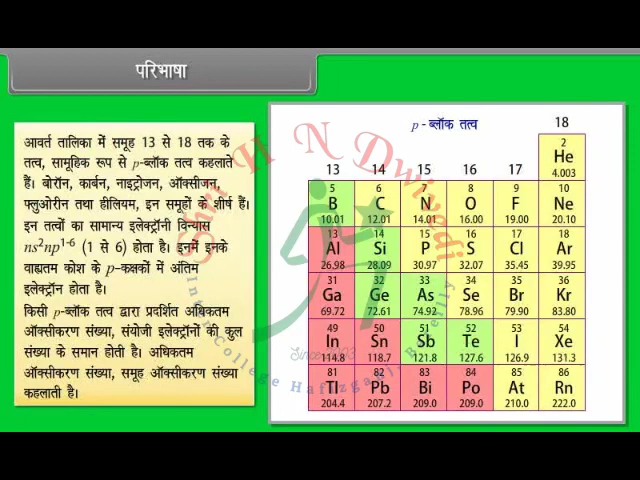 परिभाषा
आवर्त तालिका में समूह 13 से 18 तक के
तत्व, सामूहिक रूप से p-ब्लॉक तत्व कहलाते
हैं। बोरॉन, कार्बन, नाइट्रोजन, ऑक्सीजन,
फ्लुओरीन तथा हीलियम, इन समूहों के शीर्ष हैं।
इन तत्वों का सामान्य इलेक्ट्रॉनी विन्यास
ns²np¹⁻⁶ (1 से 6) होता है। इनमें इनके
वाह्यतम कोश के p-कक्षकों में अंतिम
इलेक्ट्रॉन होता है।
किसी p-ब्लॉक तत्व द्वारा प्रदर्शित अधिकतम
ऑक्सीकरण संख्या, संयोजी इलेक्ट्रॉनों की कुल
संख्या के समान होती है। अधिकतम
ऑक्सीकरण संख्या, समूह ऑक्सीकरण संख्या
कहलाती है।
p - ब्लॉक तत्व
18
2
He
4.003
13 14 15 16 17
5 6 7 8 9 10
B C N O F Ne
10.01 12.01 14.01 16.00 19.00 20.10
13 14 15 16 17 18
Al Si P S Cl Ar
26.98 28.09 30.97 32.07 35.45 39.95
31 32 33 34 35 36
Ga Ge As Se Br Kr
69.72 72.61 74.92 78.96 79.90 83.80
49 50 51 52 53 54
In Sn Sb Te I Xe
114.8 118.7 121.8 127.6 126.9 131.3
81 82 83 84 85 86
Tl Pb Bi Po At Rn
204.4 207.2 209.0 209.0 210.0 222.0
Shri H N Dwivedi
Inter College Hafizganj Bareilly